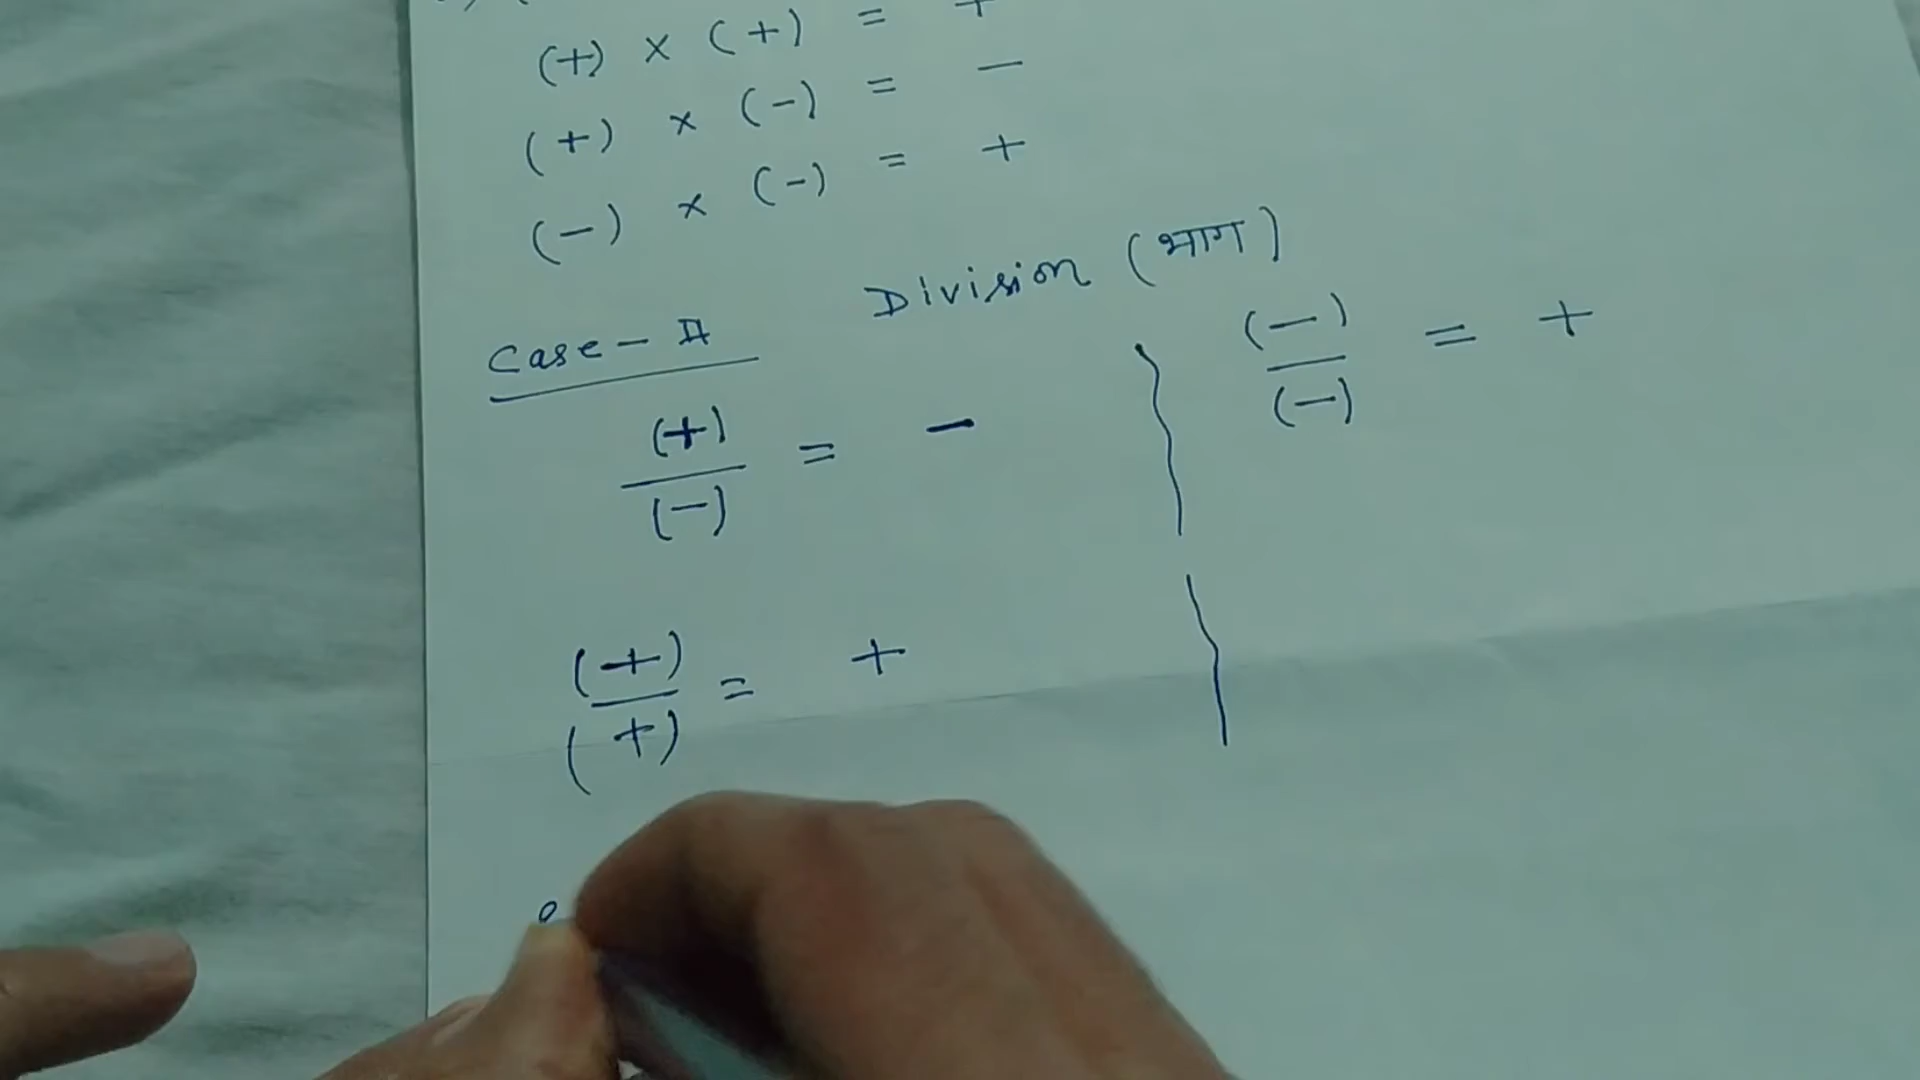 (+) × (+) = +
(+) × (-) = -
(-) × (-) = +
Case - II Division (भाग)
(+)/(-) = -
(-)/(-) = +
(+)/(+) = +